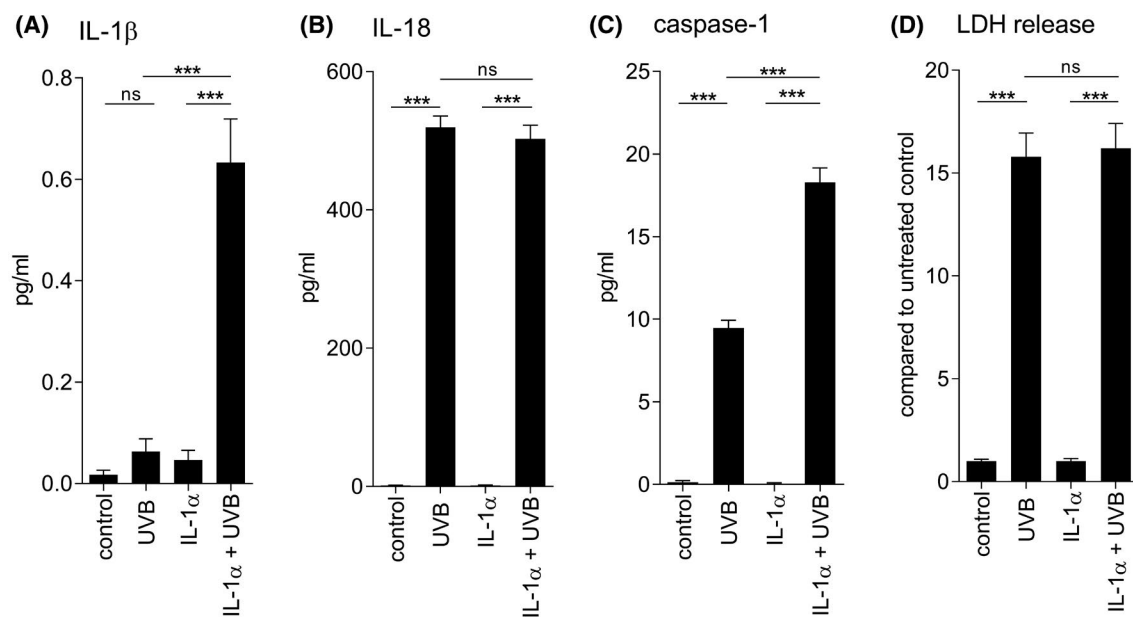 (A) IL-1β
0.8
0.6
0.4
0.2
0.0
pg/ml
ns
***
***
control
UVB
IL-1α
IL-1α + UVB
(B) IL-18
600
400
200
0
pg/ml
***
***
ns
control
UVB
IL-1α
IL-1α + UVB
(C) caspase-1
25
20
15
10
5
0
pg/ml
***
***
***
control
UVB
IL-1α
IL-1α + UVB
(D) LDH release
20
15
10
5
0
compared to untreated control
***
***
ns
control
UVB
IL-1α
IL-1α + UVB